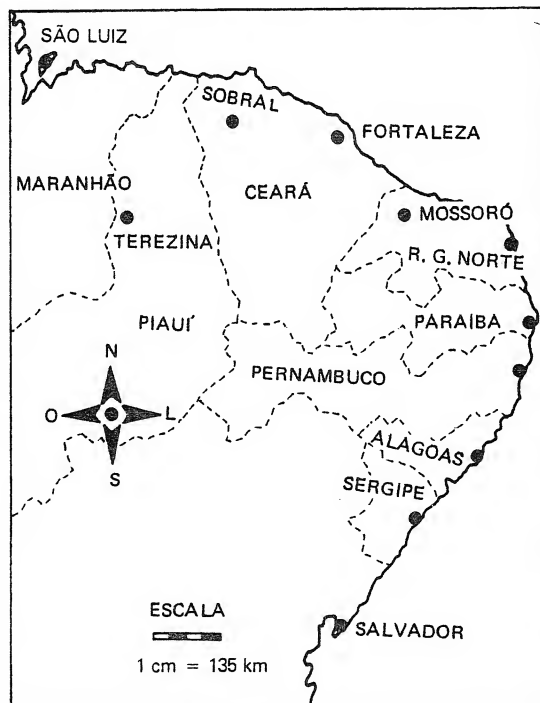 SÃO LUIZ
SOBRAL
FORTALEZA
MARANHÃO
CEARÁ
MOSSORÓ
TEREZINA
R. G. NORTE
PIAUÍ
PARAÍBA
N
PERNAMBUCO
O
L
S
ALAGOAS
SERGIPE
ESCALA
SALVADOR
1 cm = 135 km